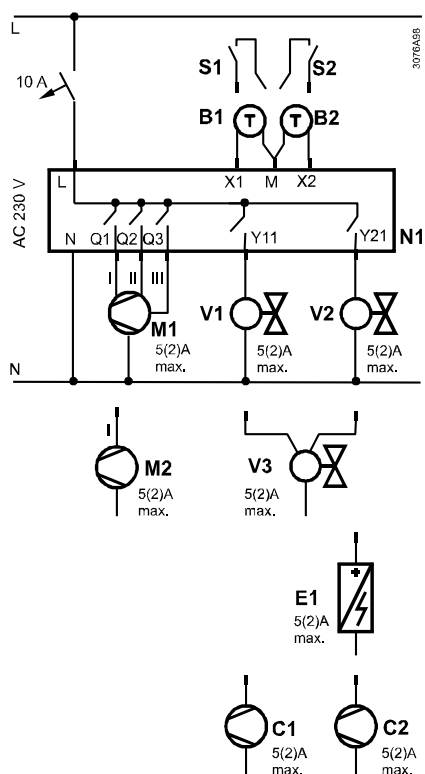 L
3076A98
S1 S2
10 A
B1 T T B2
L X1 M X2
AC 230 V
N Q1 Q2 Q3 Y11 Y21 N1
I II III
M1 V1 V2
5(2)A 5(2)A 5(2)A
max. max. max.
N
I
M2 V3
5(2)A 5(2)A
max. max.
E1
5(2)A
max.
C1 C2
5(2)A 5(2)A
max. max.